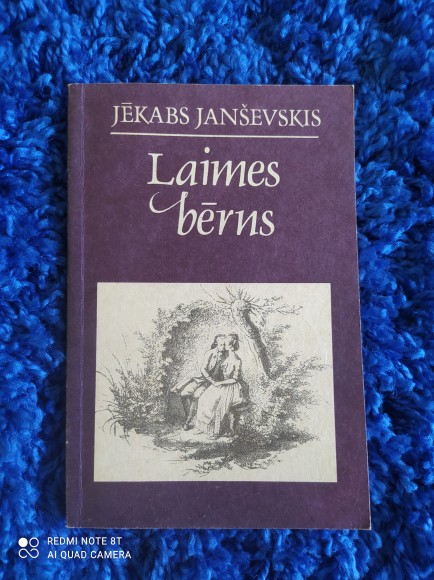 JĒKABS JANŠEVSKIS
Laimes
bērns
REDMI NOTE 8T
AI QUAD CAMERA